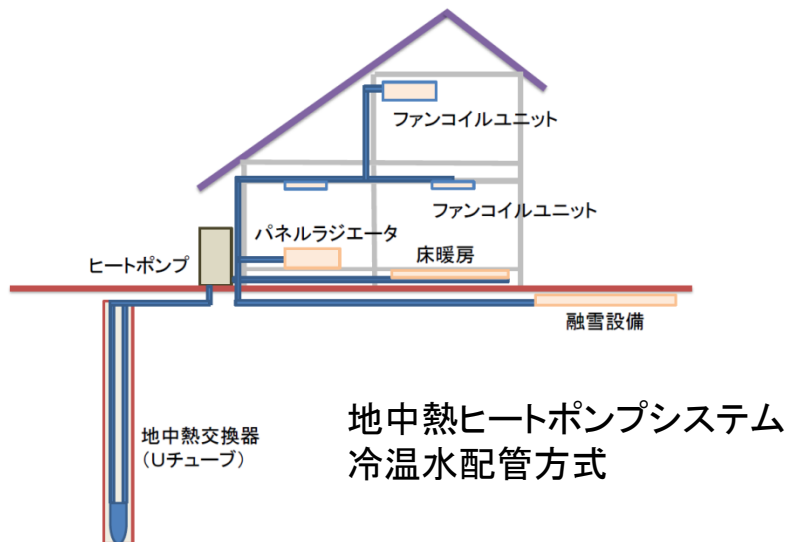 ファンコイルユニット
ファンコイルユニット
パネルラジエータ
床暖房
ヒートポンプ
融雪設備
地中熱交換器
（Uチューブ）
地中熱ヒートポンプシステム
冷温水配管方式